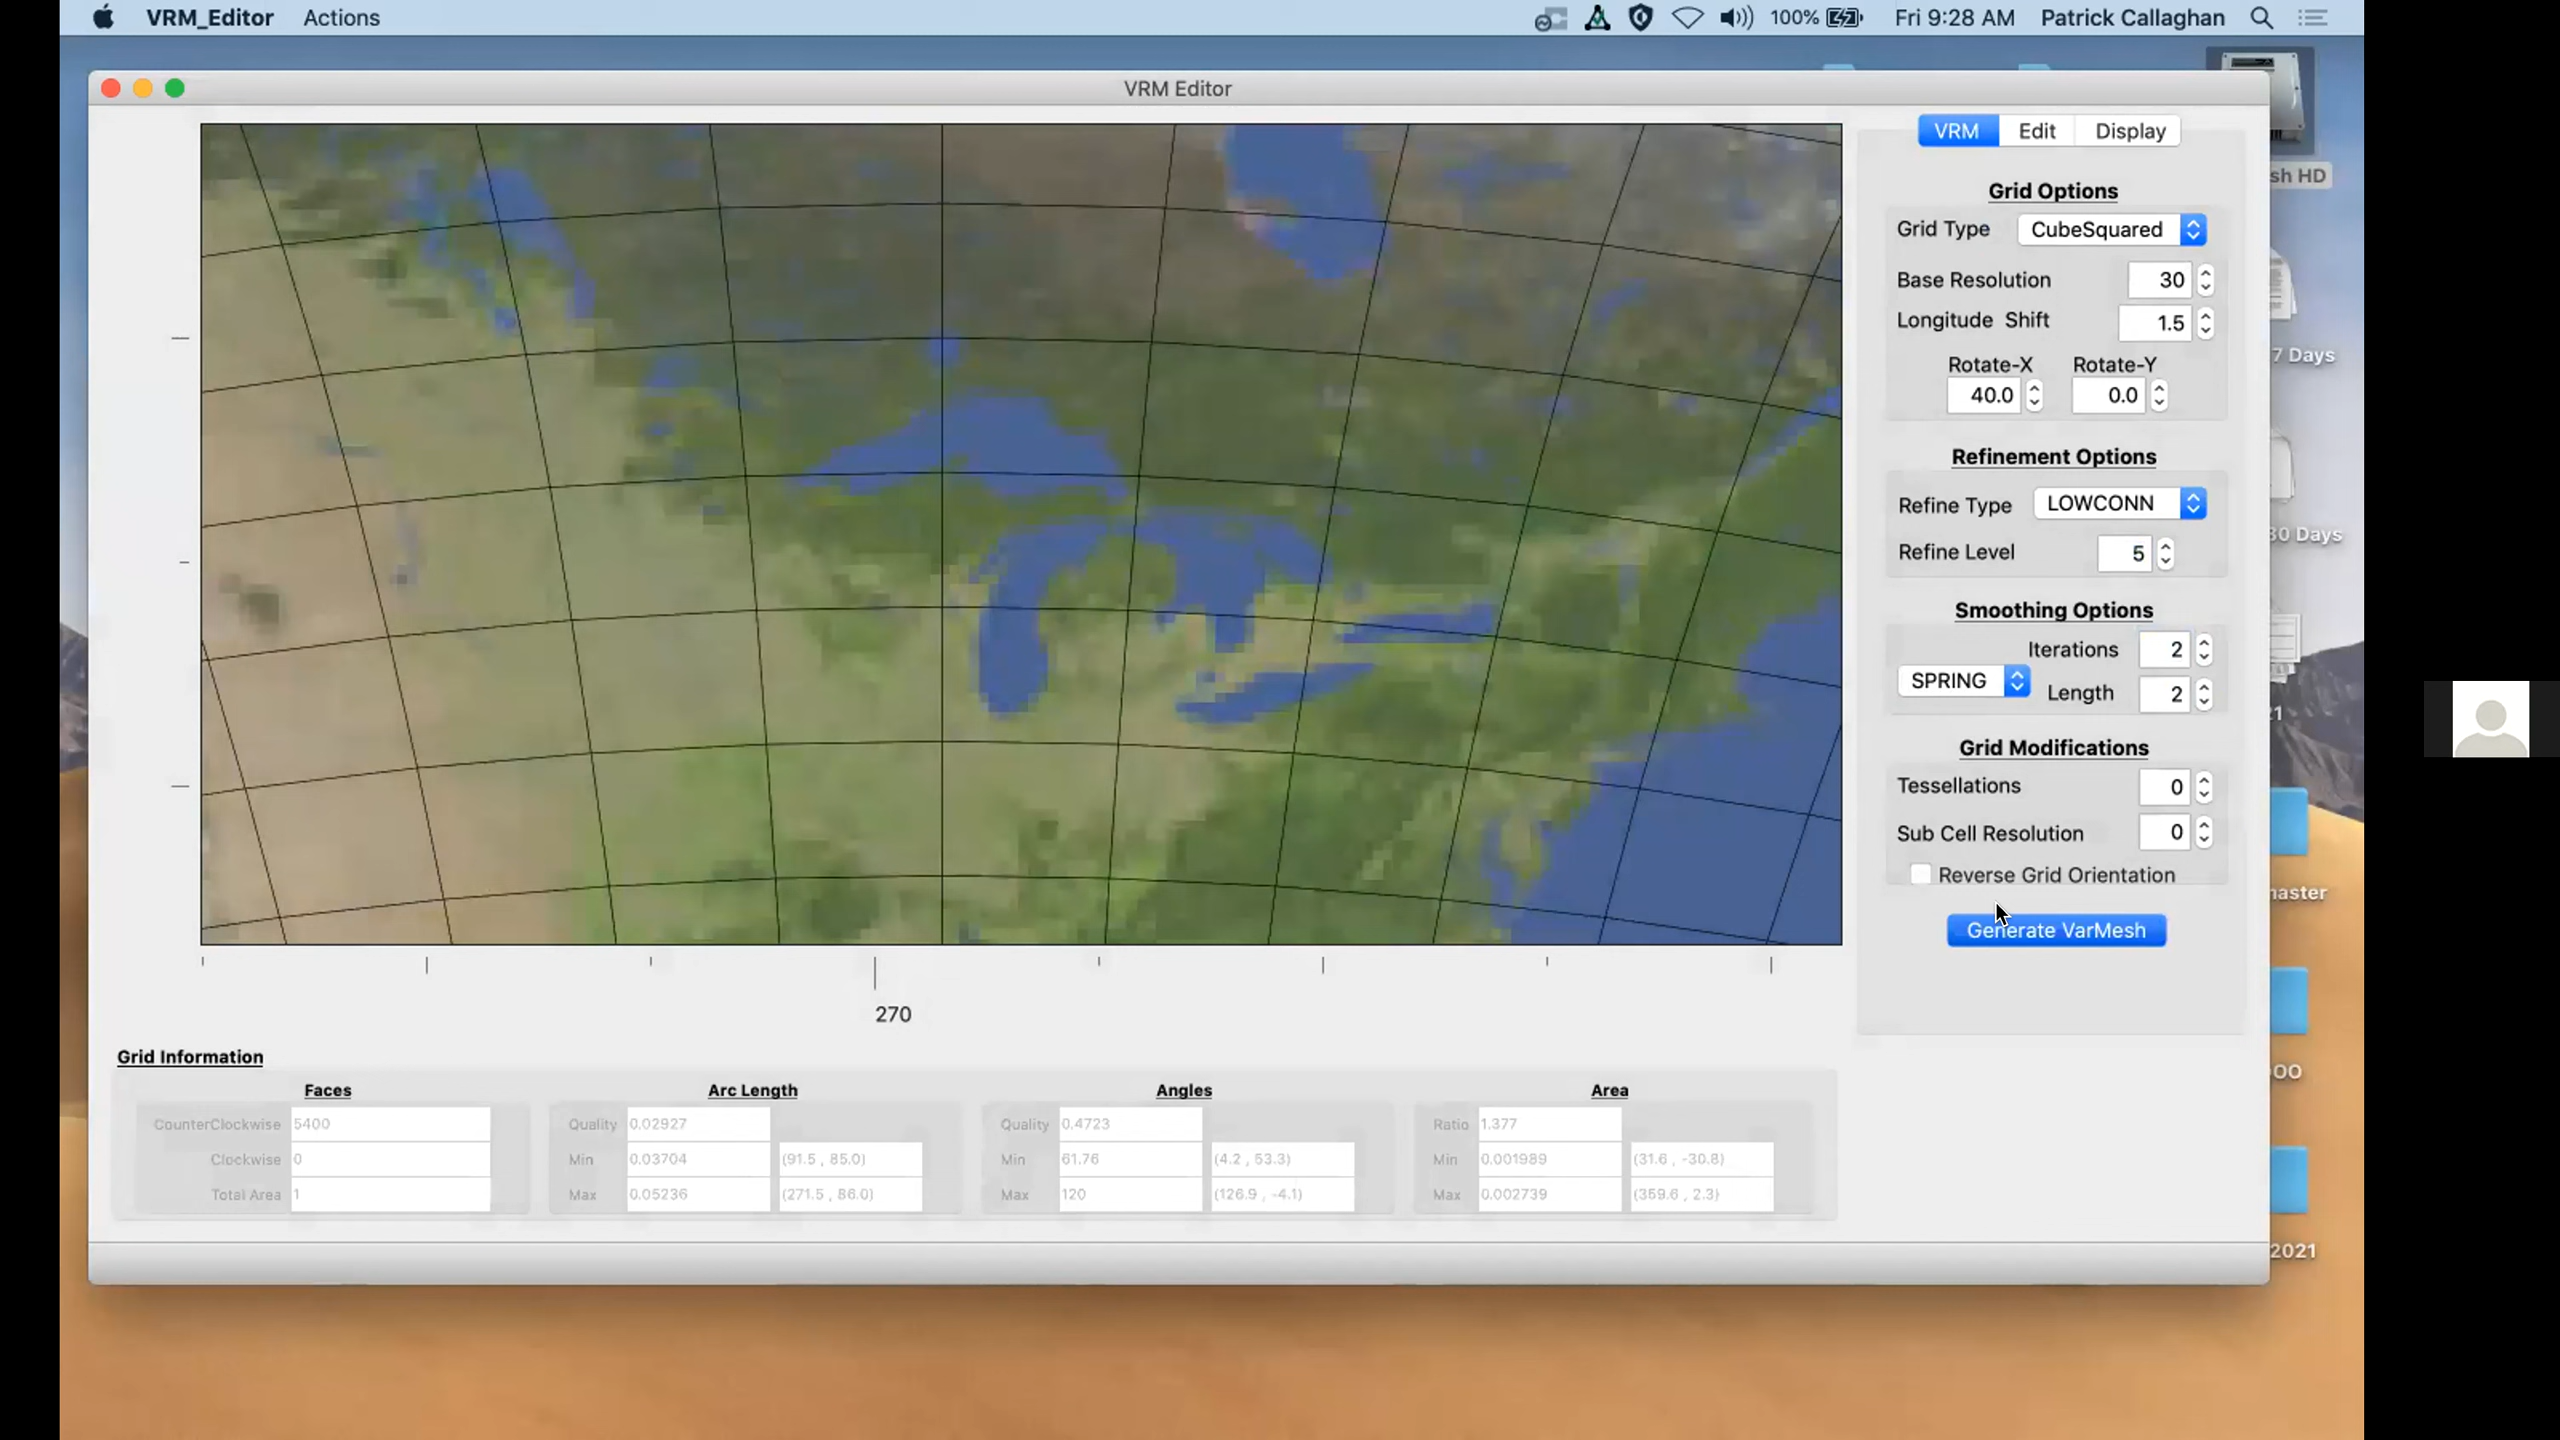 VRM_Editor Actions 100% Fri 9:28 AM Patrick Callaghan
VRM Editor
VRM Edit Display
sh HD
Grid Options
Grid Type CubeSquared
Base Resolution 30
Longitude Shift 1.5
7 Days
Rotate-X Rotate-Y
40.0 0.0
Refinement Options
Refine Type LOWCONN
30 Days
Refine Level 5
Smoothing Options
Iterations 2
SPRING Length 2
21
Grid Modifications
Tessellations 0
Sub Cell Resolution 0
Reverse Grid Orientation
master
Generate VarMesh
270
Grid Information
Faces Arc Length Angles Area
CounterClockwise 5400 Quality 0.02927 Quality 0.4723 Ratio 1.377
Clockwise 0 Min 0.03704 (91.5 , 85.0) Min 61.76 (4.2 , 53.3) Min 0.001989 (31.6 , -30.8)
Total Area 1 Max 0.05236 (271.5 , 86.0) Max 120 (126.9 , -4.1) Max 0.002739 (359.6 , 2.3)
OO
2021